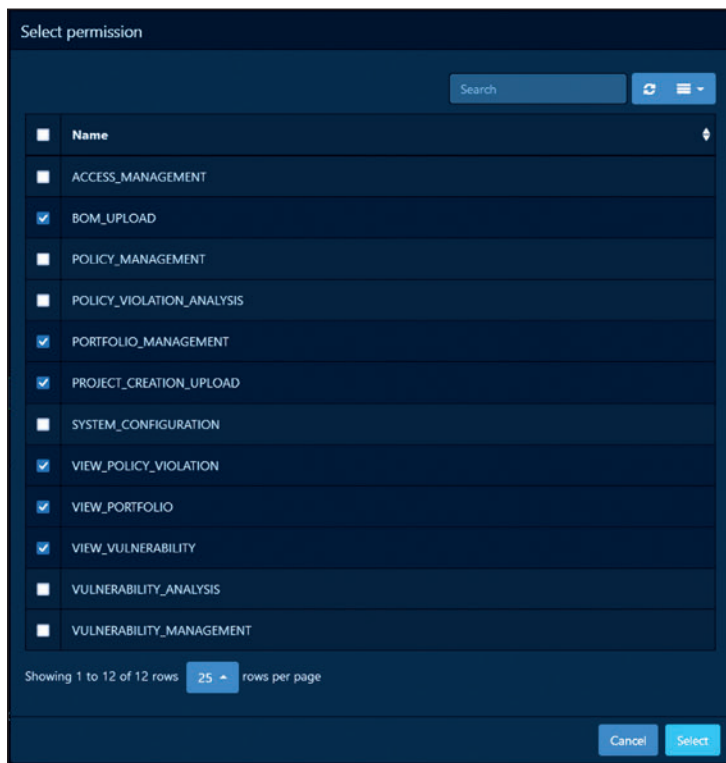 Select permission
Search
Name
ACCESS_MANAGEMENT
BOM_UPLOAD
POLICY_MANAGEMENT
POLICY_VIOLATION_ANALYSIS
PORTFOLIO_MANAGEMENT
PROJECT_CREATION_UPLOAD
SYSTEM_CONFIGURATION
VIEW_POLICY_VIOLATION
VIEW_PORTFOLIO
VIEW_VULNERABILITY
VULNERABILITY_ANALYSIS
VULNERABILITY_MANAGEMENT
Showing 1 to 12 of 12 rows 25 rows per page
Cancel Select